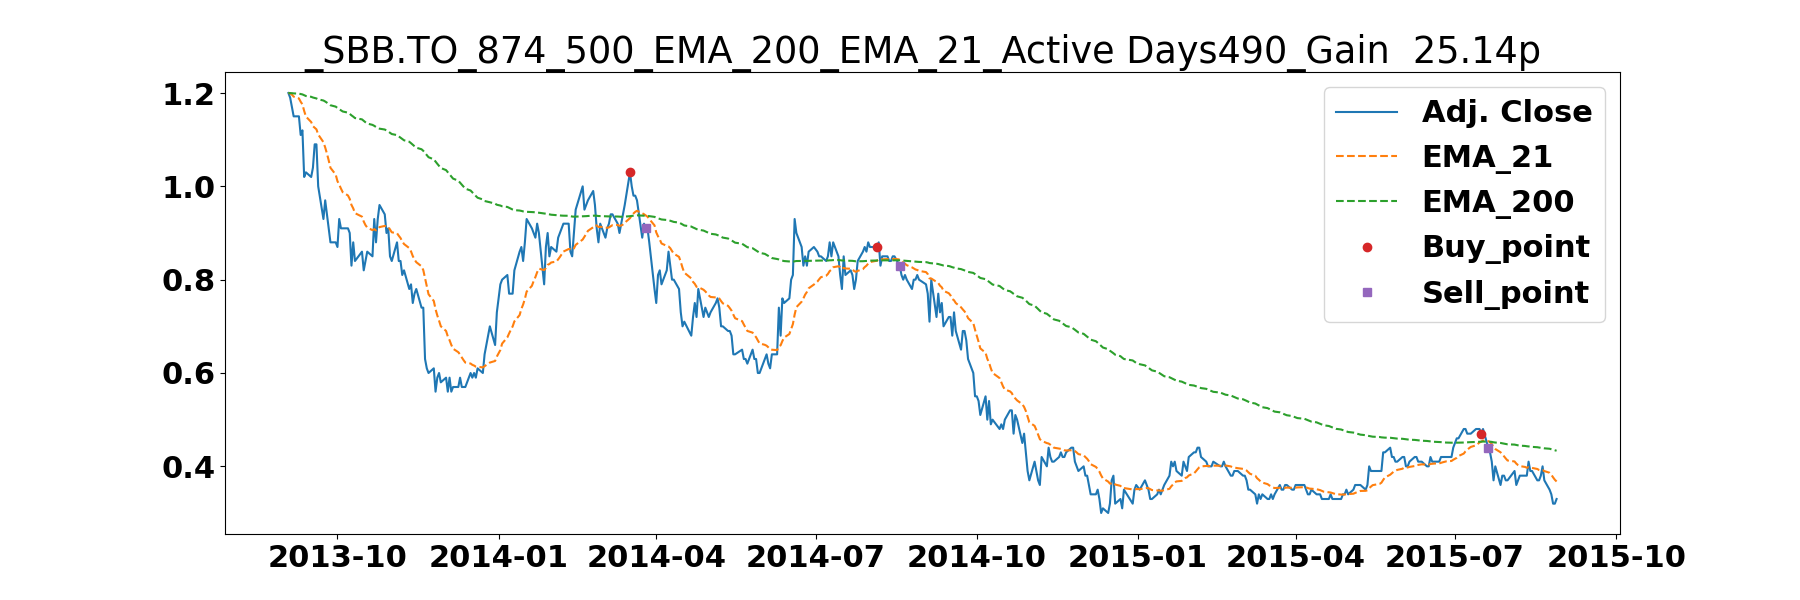 _SBB.TO_874_500_EMA_200_EMA_21_Active Days490_Gain  25.14p
1.2
1.0
0.8
0.6
0.4
Adj. Close
EMA_21
EMA_200
Buy_point
Sell_point
2013-10 2014-01 2014-04 2014-07 2014-10 2015-01 2015-04 2015-07 2015-10